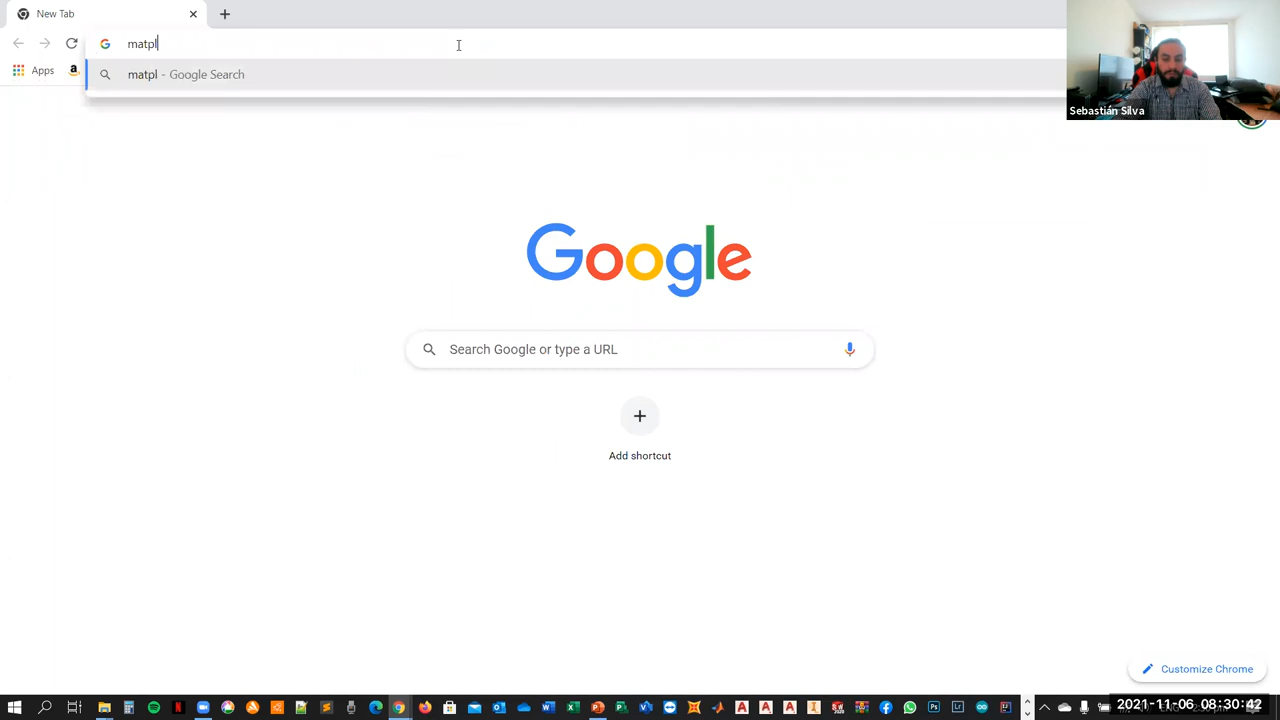 New Tab
matpl
Apps
matpl - Google Search
Sebastián Silva
Google
Search Google or type a URL
Add shortcut
Customize Chrome
2021-11-06 08:30:42